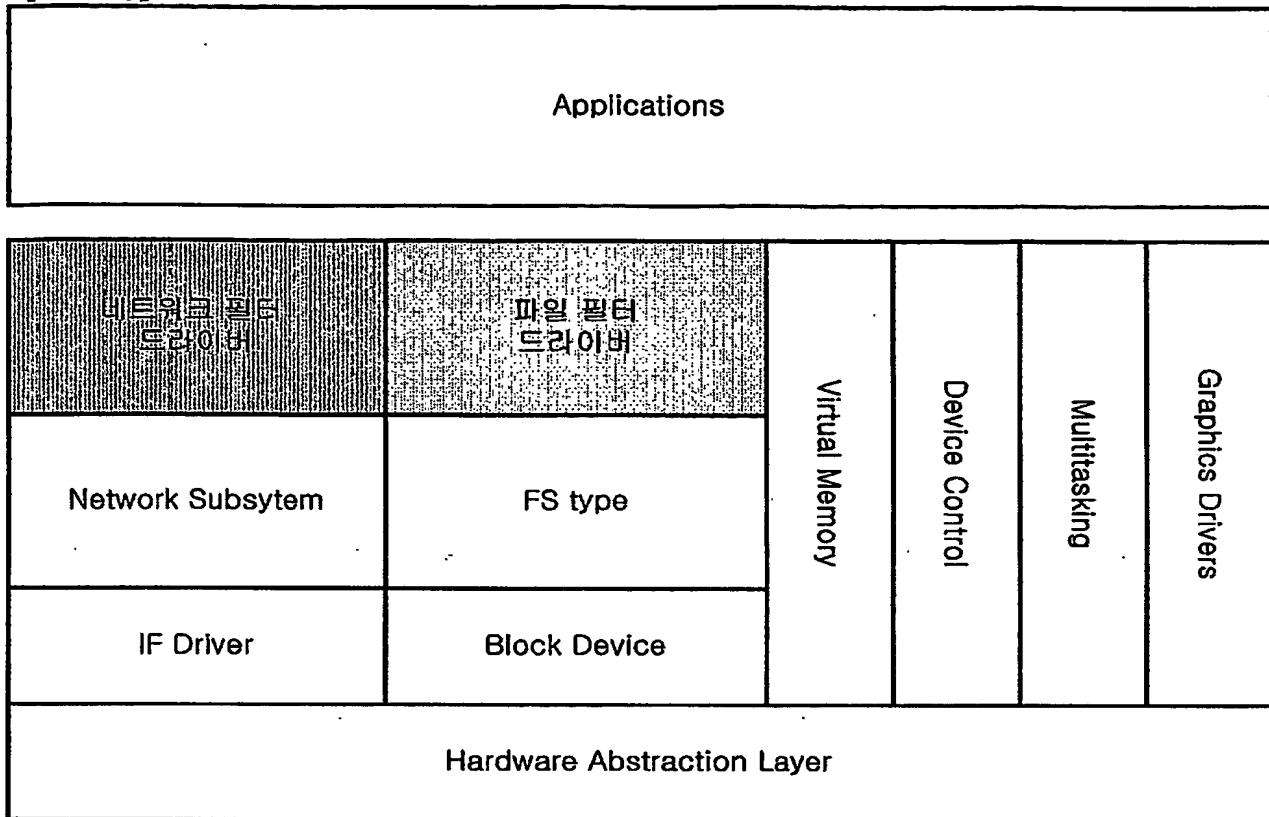 Applications
네트워크 필터
드라이버
파일 필터
드라이버
Network Subsytem
FS type
IF Driver
Block Device
Virtual Memory
Device Control
Multitasking
Graphics Drivers
Hardware Abstraction Layer